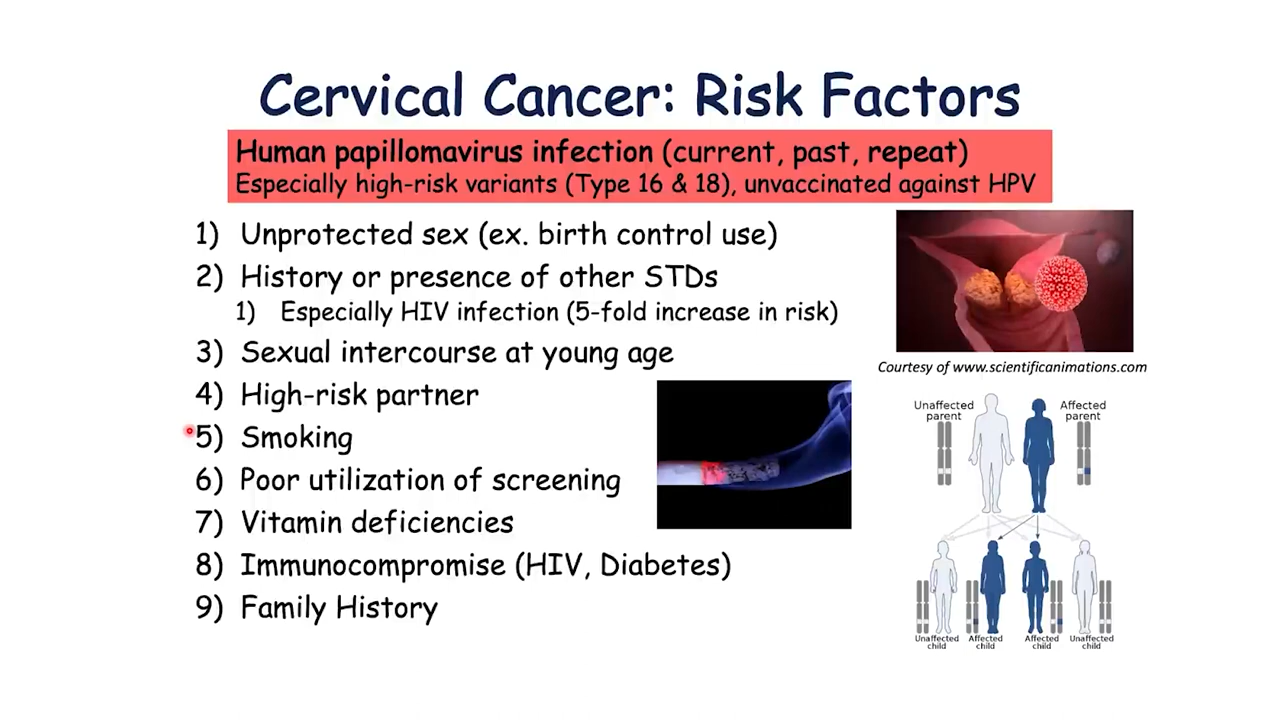 Cervical Cancer: Risk Factors
Human papillomavirus infection (current, past, repeat)
Especially high-risk variants (Type 16 & 18), unvaccinated against HPV
1) Unprotected sex (ex. birth control use)
2) History or presence of other STDs
1) Especially HIV infection (5-fold increase in risk)
3) Sexual intercourse at young age
4) High-risk partner
5) Smoking
6) Poor utilization of screening
7) Vitamin deficiencies
8) Immunocompromise (HIV, Diabetes)
9) Family History
Courtesy of www.scientificanimations.com
Unaffected
parent
Affected
parent
Unaffected
child
Affected
child
Affected
child
Unaffected
child